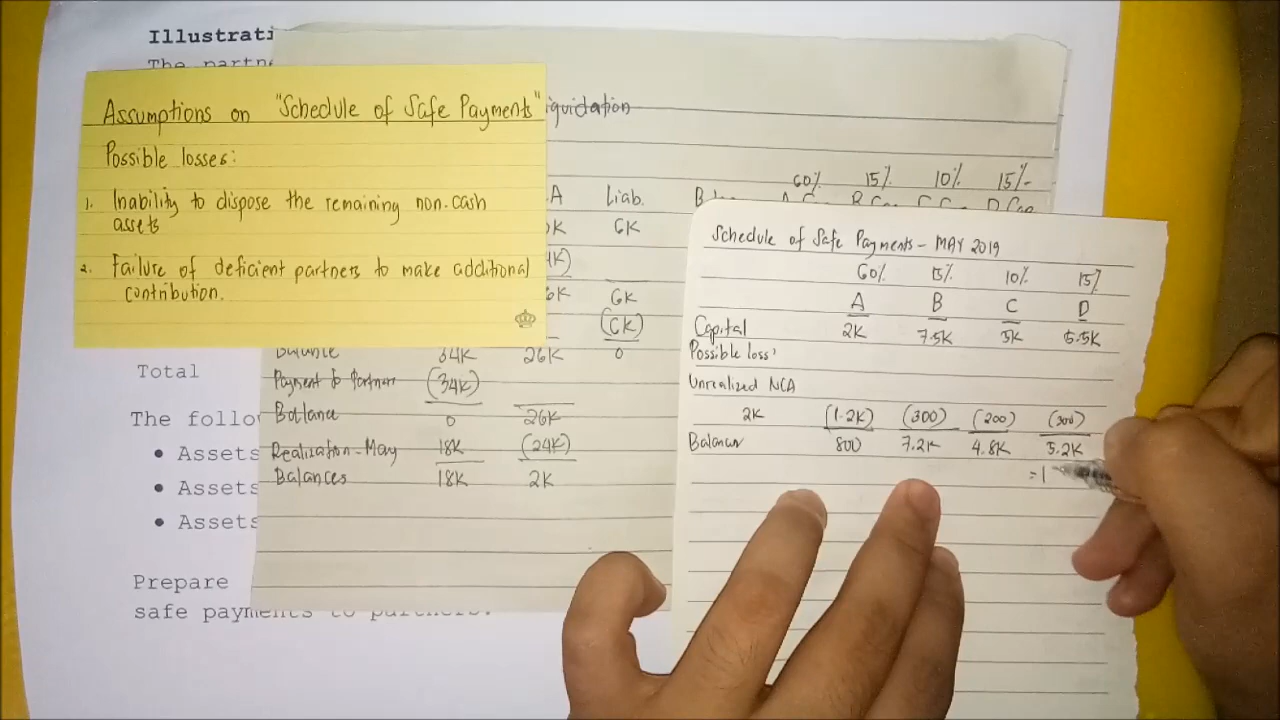 Illustrati
The partn
Assumptions on "Schedule of Safe Payments"
Possible losses:
1. Inability to dispose the remaining non-cash
assets
2. Failure of deficient partners to make additional
contribution.
iquidation
60% 15% 10% 15%
A Liab.
K 6K
K)
6K 6K
(6K)
Balance 34K 26K 0
Payment to Partners (34K)
Balance 0 26K
Realization-May 18K (24K)
Balances 18K 2K
Total
The follo
• Assets
• Assets
• Assets
Prepare
safe payments to partners.
Schedule of Safe Payments - MAY 2019
60% 15% 10% 15%
A B C D
Capital 2K 7.5K 5K 5.5K
Possible loss:
Unrealized NCA
2K (1.2K) (300) (200) (300)
Balance 800 7.2K 4.8K 5.2K
= 1